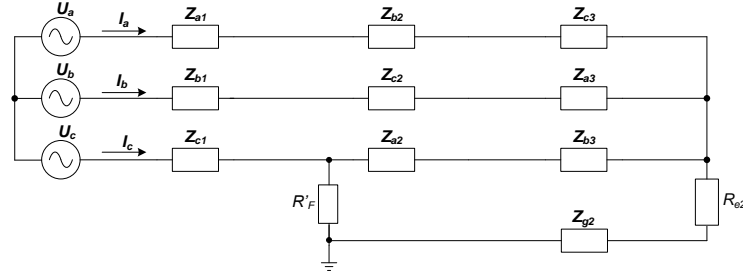 Ua Ia Za1 Zb2 Zc3
Ub Ib Zb1 Zc2 Za3
Uc Ic Zc1 Za2 Zb3
R'F Re2
Zg2